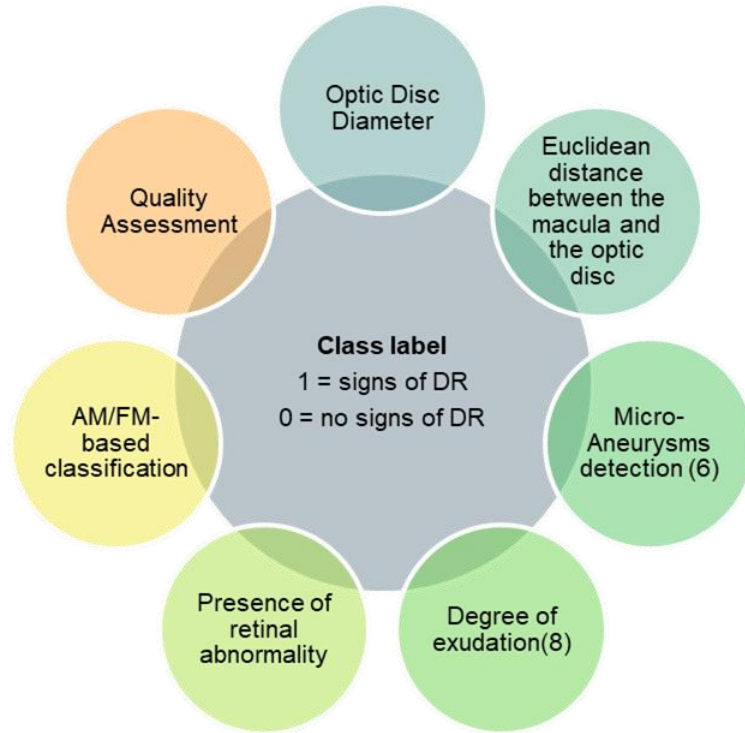 Optic Disc
Diameter
Euclidean
distance
between the
macula and
the optic
disc
Micro-
Aneurysms
detection (6)
Degree of
exudation(8)
Presence of
retinal
abnormality
AM/FM-
based
classification
Quality
Assessment
Class label
1 = signs of DR
0 = no signs of DR